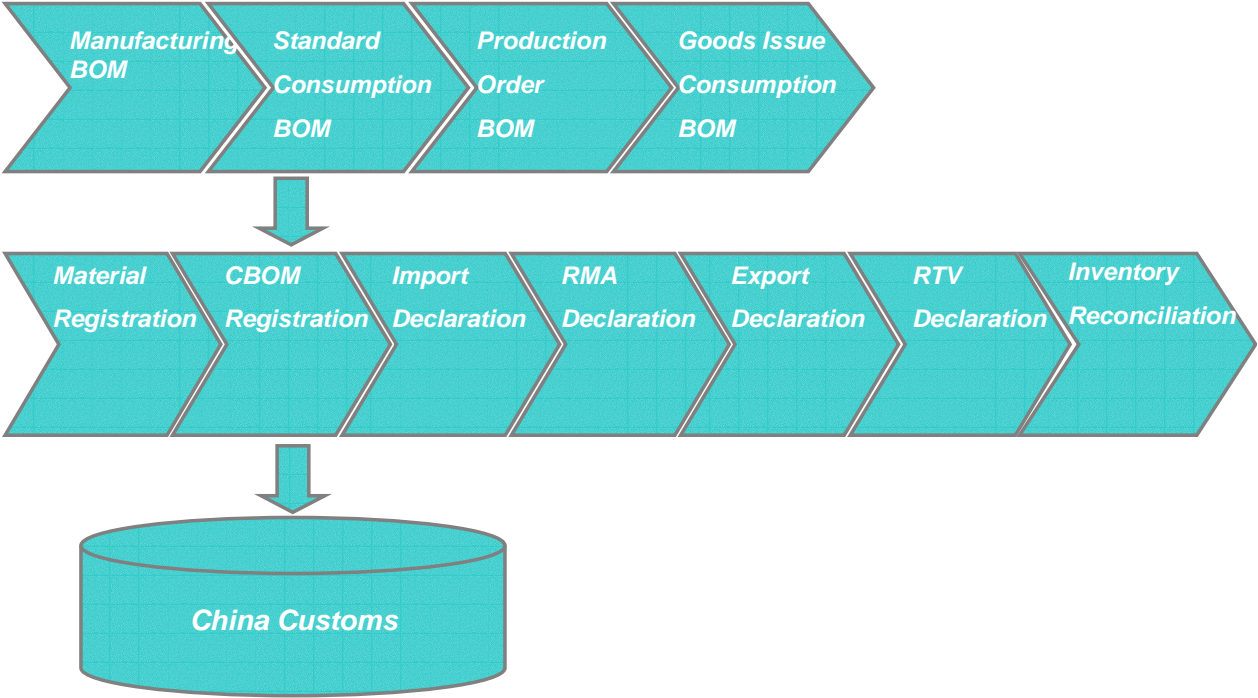 Manufacturing
BOM
Standard
Consumption
BOM
Production
Order
BOM
Goods Issue
Consumption
BOM
Material
Registration
CBOM
Registration
Import
Declaration
RMA
Declaration
Export
Declaration
RTV
Declaration
Inventory
Reconciliation
China Customs